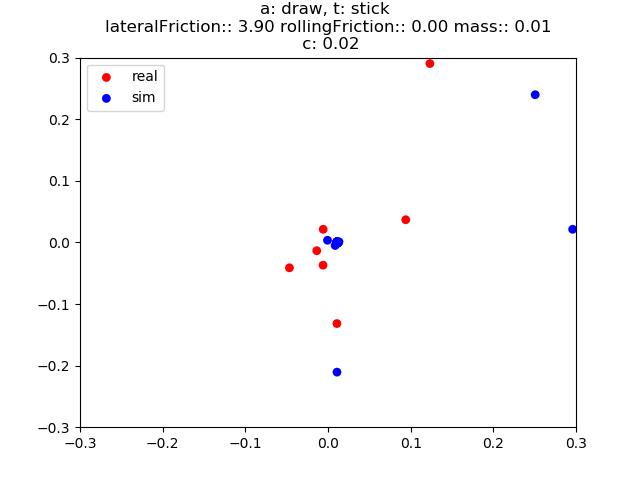 a: draw, t: stick
lateralFriction:: 3.90 rollingFriction:: 0.00 mass:: 0.01
c: 0.02
real
sim
0.3
0.2
0.1
0.0
−0.1
−0.2
−0.3
−0.3
−0.2
−0.1
0.0
0.1
0.2
0.3